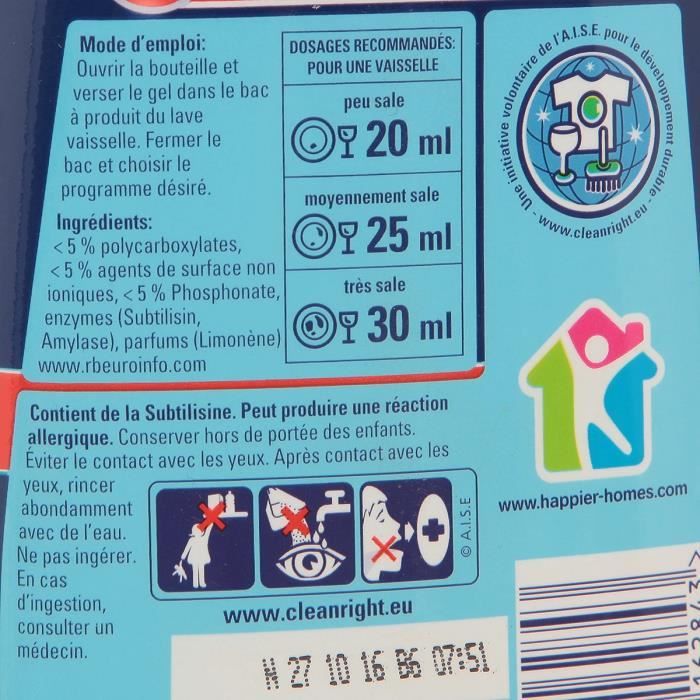 Mode d'emploi:
Ouvrir la bouteille et
verser le gel dans le bac
à produit du lave
vaisselle. Fermer le
bac et choisir le
programme désiré.
Ingrédients:
< 5 % polycarboxylates,
< 5 % agents de surface non
ioniques, < 5 % Phosphonate,
enzymes (Subtilisin,
Amylase), parfums (Limonène)
www.rbeuroinfo.com
DOSAGES RECOMMANDÉS:
POUR UNE VAISSELLE
peu sale
20 ml
moyennement sale
25 ml
très sale
30 ml
Une initiative volontaire de l'A.I.S.E. pour le développement durable -
www.cleanright.eu -
Contient de la Subtilisine. Peut produire une réaction
allergique. Conserver hors de portée des enfants.
Éviter le contact avec les yeux. Après contact avec les
yeux, rincer
abondamment
avec de l'eau.
Ne pas ingérer.
En cas
d'ingestion,
consulter un
médecin.
© A.I.S.E
www.cleanright.eu
www.happier-homes.com
N 27 10 16 B6 07:51